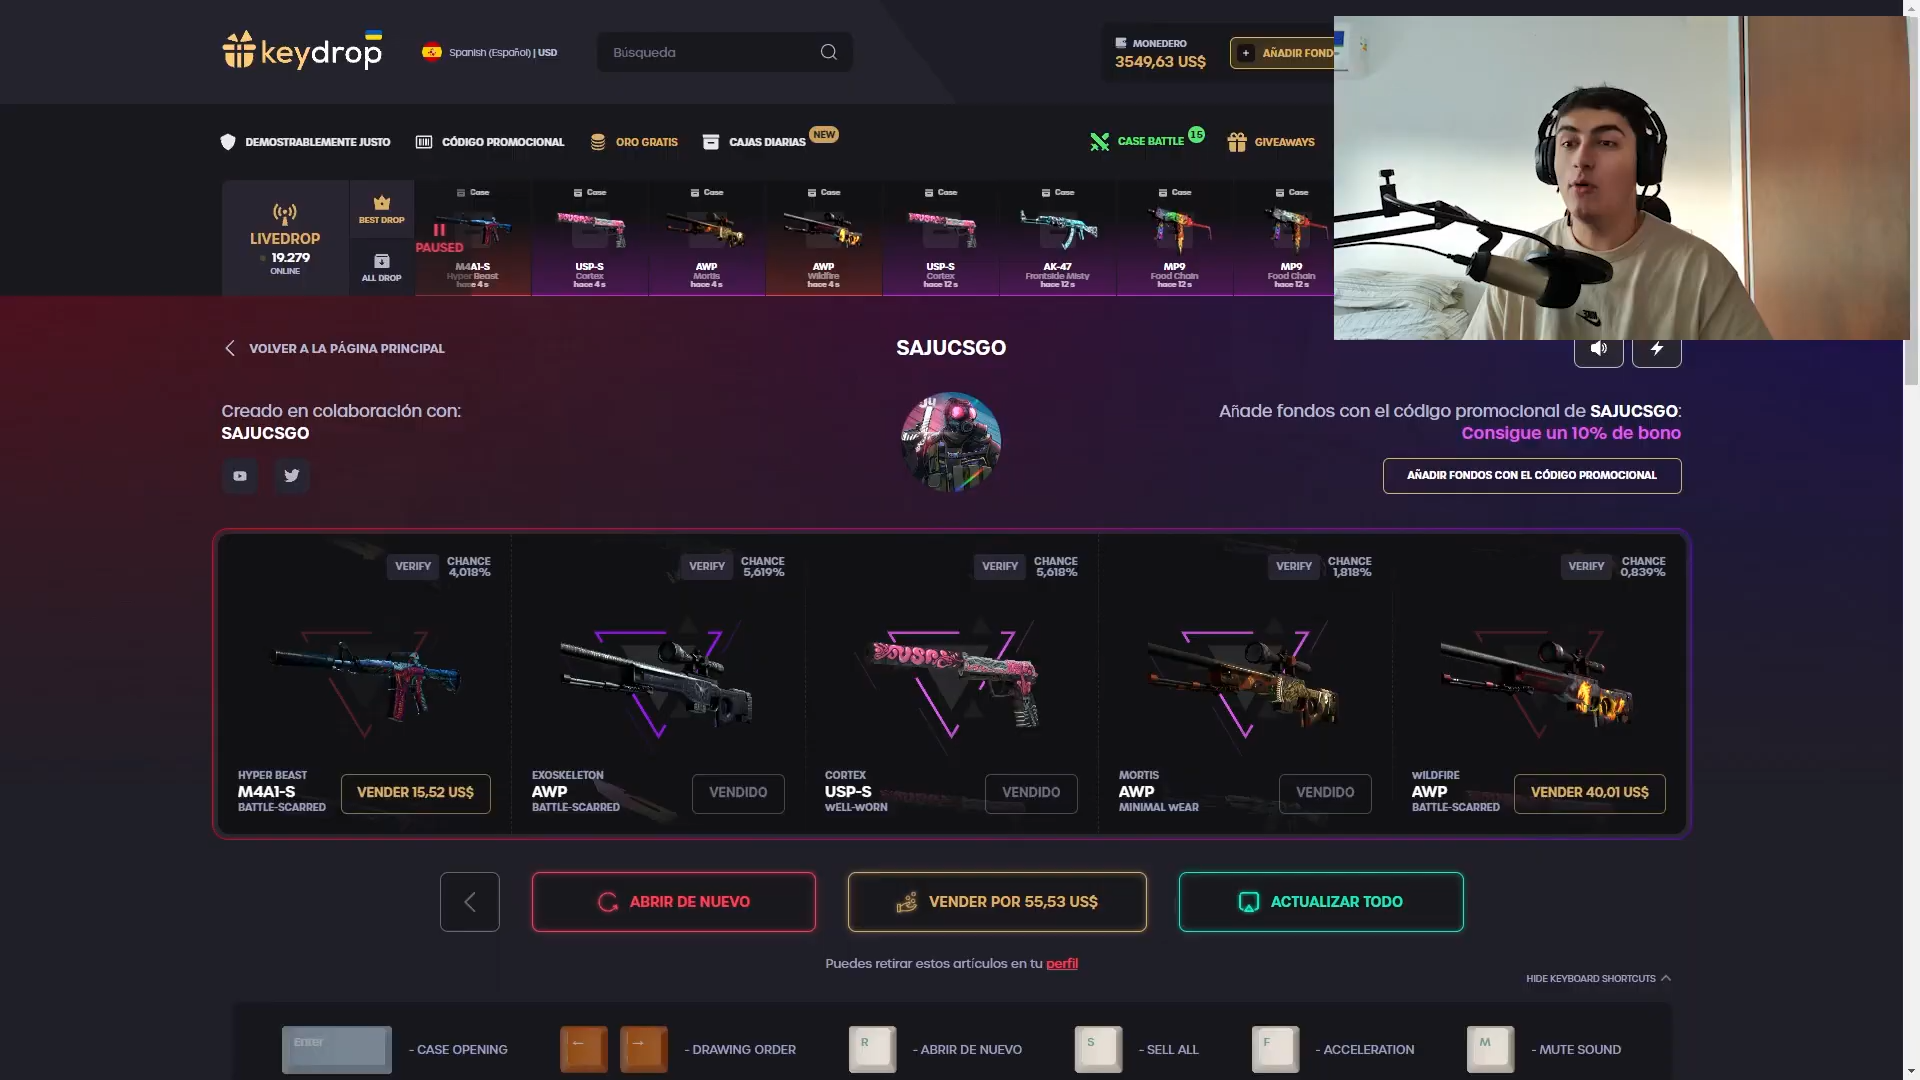 keydrop
Spanish (Español) | USD
Búsqueda
MONEDERO
3549,63 US$
+ AÑADIR FOND
DEMOSTRABLEMENTE JUSTO
CÓDIGO PROMOCIONAL
ORO GRATIS
CAJAS DIARIAS
NEW
CASE BATTLE
15
GIVEAWAYS
LIVEDROP
19.279
ONLINE
BEST DROP
ALL DROP
PAUSED
Case
M4A1-S
Hyper Beast
hace 4 s
Case
USP-S
Cortex
hace 4 s
Case
AWP
Mortis
hace 4 s
Case
AWP
Wildfire
hace 4 s
Case
USP-S
Cortex
hace 12 s
Case
AK-47
Frontside Misty
hace 12 s
Case
MP9
Food Chain
hace 12 s
Case
MP9
Food Chain
hace 12 s
VOLVER A LA PÁGINA PRINCIPAL
SAJUCSGO
Creado en colaboración con:
SAJUCSGO
Añade fondos con el código promocional de SAJUCSGO:
Consigue un 10% de bono
AÑADIR FONDOS CON EL CÓDIGO PROMOCIONAL
VERIFY
CHANCE
4,018%
HYPER BEAST
M4A1-S
BATTLE-SCARRED
VENDER 15,52 US$
VERIFY
CHANCE
5,619%
EXOSKELETON
AWP
BATTLE-SCARRED
VENDIDO
VERIFY
CHANCE
5,618%
CORTEX
USP-S
WELL-WORN
VENDIDO
VERIFY
CHANCE
1,818%
MORTIS
AWP
MINIMAL WEAR
VENDIDO
VERIFY
CHANCE
0,839%
WILDFIRE
AWP
BATTLE-SCARRED
VENDER 40,01 US$
ABRIR DE NUEVO
VENDER POR 55,53 US$
ACTUALIZAR TODO
Puedes retirar estos artículos en tu perfil
HIDE KEYBOARD SHORTCUTS
Enter
- CASE OPENING
← →
- DRAWING ORDER
R
- ABRIR DE NUEVO
S
- SELL ALL
F
- ACCELERATION
M
- MUTE SOUND